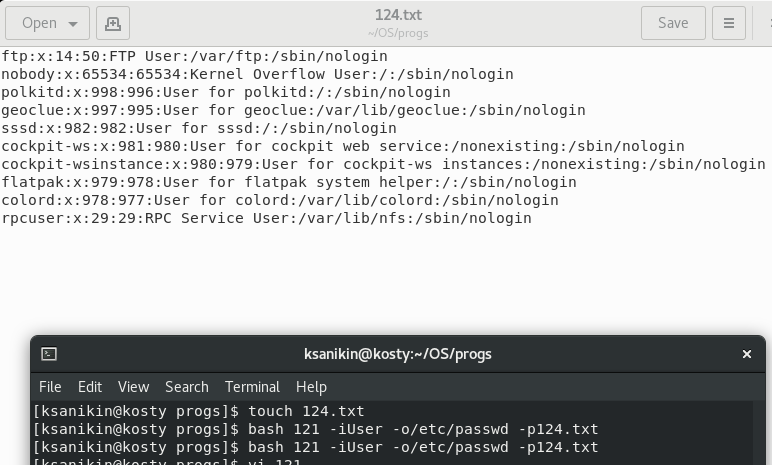 Open
124.txt
~/OS/progs
Save
ftp:x:14:50:FTP User:/var/ftp:/sbin/nologin
nobody:x:65534:65534:Kernel Overflow User:/:/sbin/nologin
polkitd:x:998:996:User for polkitd:/:/sbin/nologin
geoclue:x:997:995:User for geoclue:/var/lib/geoclue:/sbin/nologin
sssd:x:982:982:User for sssd:/:/sbin/nologin
cockpit-ws:x:981:980:User for cockpit web service:/nonexisting:/sbin/nologin
cockpit-wsinstance:x:980:979:User for cockpit-ws instances:/nonexisting:/sbin/nologin
flatpak:x:979:978:User for flatpak system helper:/:/sbin/nologin
colord:x:978:977:User for colord:/var/lib/colord:/sbin/nologin
rpcuser:x:29:29:RPC Service User:/var/lib/nfs:/sbin/nologin
ksanikin@kosty:~/OS/progs
File Edit View Search Terminal Help
[ksanikin@kosty progs]$ touch 124.txt
[ksanikin@kosty progs]$ bash 121 -iUser -o/etc/passwd -p124.txt
[ksanikin@kosty progs]$ bash 121 -iUser -o/etc/passwd -p124.txt
[ksanikin@kosty progs]$ vi 121